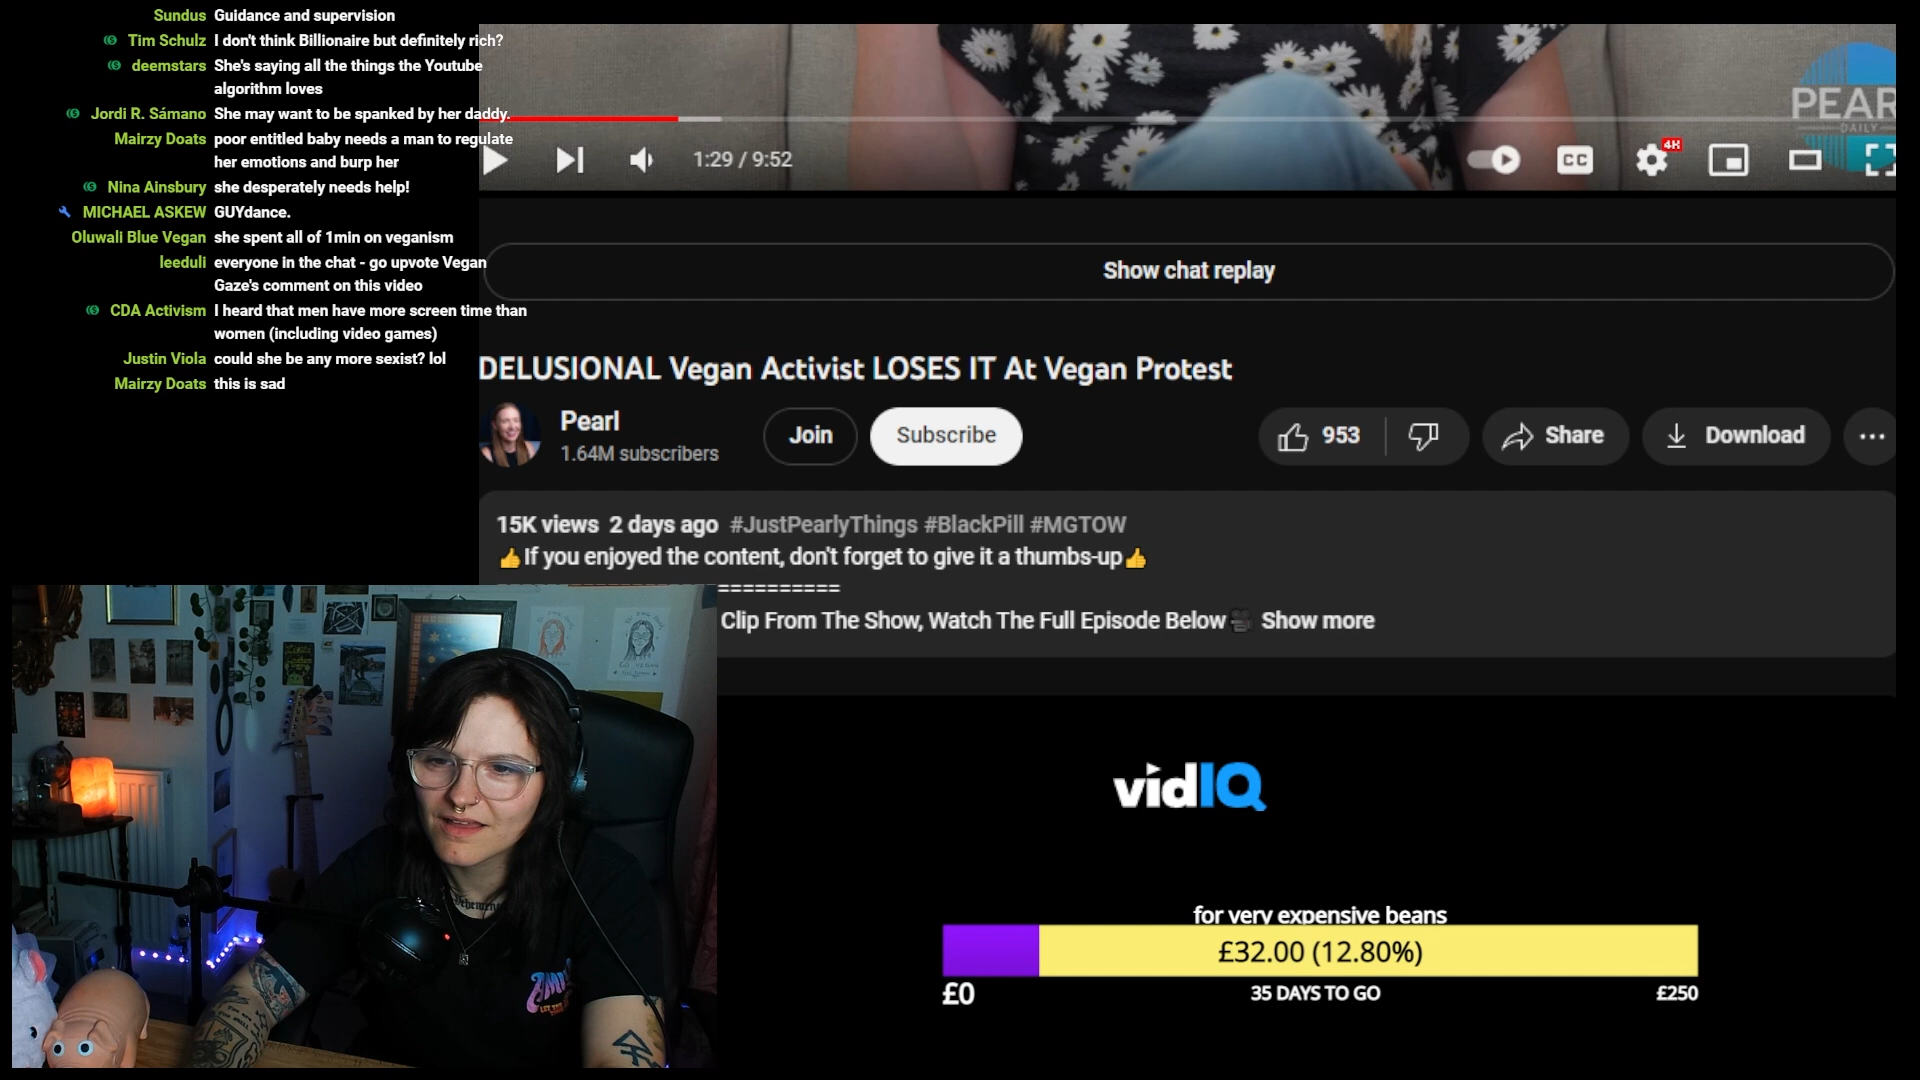 Sundus Guidance and supervision
Tim Schulz I don't think Billionaire but definitely rich?
deemstars She's saying all the things the Youtube
algorithm loves
Jordi R. Sámano She may want to be spanked by her daddy.
Mairzy Doats poor entitled baby needs a man to regulate
her emotions and burp her
Nina Ainsbury she desperately needs help!
MICHAEL ASKEW GUYdance.
Oluwali Blue Vegan she spent all of 1min on veganism
leeduli everyone in the chat - go upvote Vegan
Gaze's comment on this video
CDA Activism I heard that men have more screen time than
women (including video games)
Justin Viola could she be any more sexist? lol
Mairzy Doats this is sad
PEAR
DAILY
1:29 / 9:52
CC
4K
Show chat replay
DELUSIONAL Vegan Activist LOSES IT At Vegan Protest
Pearl
1.64M subscribers
Join
Subscribe
953
Share
Download
15K views 2 days ago #JustPearlyThings #BlackPill #MGTOW
👍If you enjoyed the content, don't forget to give it a thumbs-up👍
==========
Clip From The Show, Watch The Full Episode Below🎥 Show more
vidIQ
for very expensive beans
£32.00 (12.80%)
£0
35 DAYS TO GO
£250